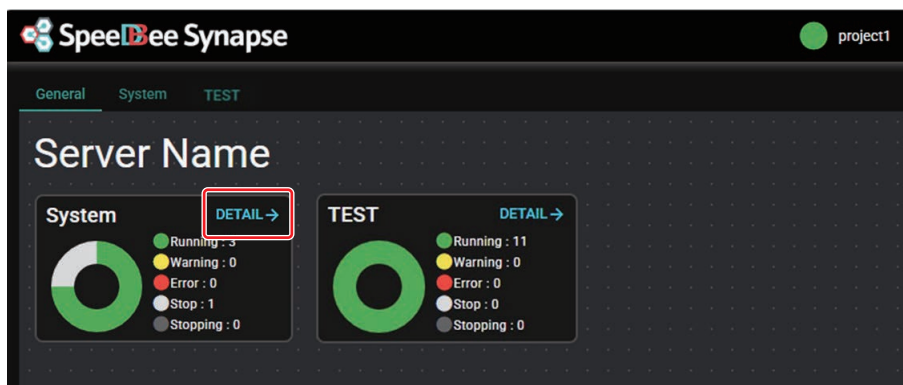 SpeeDBee Synapse
project1
General System TEST
Server Name
System DETAIL→
Running : 3
Warning : 0
Error : 0
Stop : 1
Stopping : 0
TEST DETAIL→
Running : 11
Warning : 0
Error : 0
Stop : 0
Stopping : 0